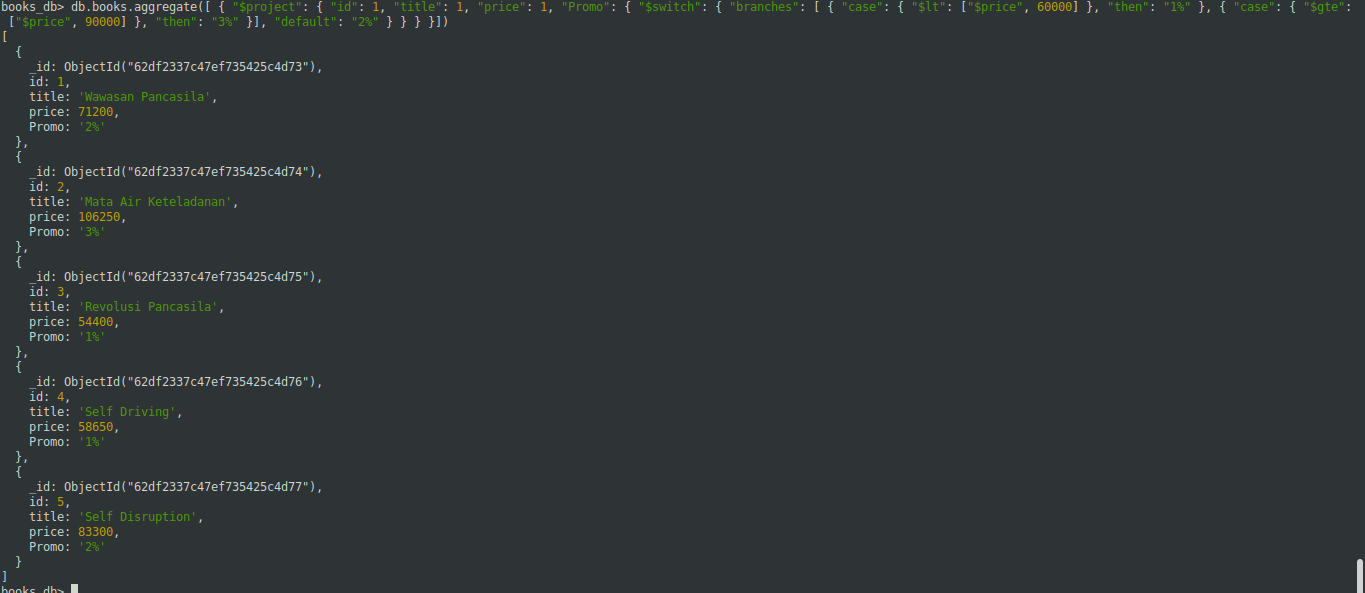 books_db> db.books.aggregate([ { "$project": { "id": 1, "title": 1, "price": 1, "Promo": { "$switch": { "branches": [ { "case": { "$lt": ["$price", 60000] }, "then": "1%" }, { "case": { "$gte":
["$price", 90000] }, "then": "3%" }], "default": "2%" } } } }])
[
{
_id: ObjectId("62df2337c47ef735425c4d73"),
id: 1,
title: 'Wawasan Pancasila',
price: 71200,
Promo: '2%'
},
{
_id: ObjectId("62df2337c47ef735425c4d74"),
id: 2,
title: 'Mata Air Keteladanan',
price: 106250,
Promo: '3%'
},
{
_id: ObjectId("62df2337c47ef735425c4d75"),
id: 3,
title: 'Revolusi Pancasila',
price: 54400,
Promo: '1%'
},
{
_id: ObjectId("62df2337c47ef735425c4d76"),
id: 4,
title: 'Self Driving',
price: 58650,
Promo: '1%'
},
{
_id: ObjectId("62df2337c47ef735425c4d77"),
id: 5,
title: 'Self Disruption',
price: 83300,
Promo: '2%'
}
]
books_db>